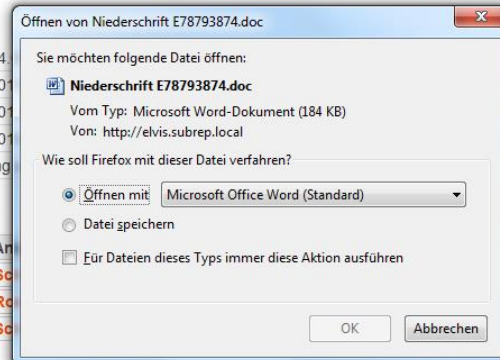 Öffnen von Niederschrift E78793874.doc
Sie möchten folgende Datei öffnen:
Niederschrift E78793874.doc
Vom Typ: Microsoft Word-Dokument (184 KB)
Von: http://elvis.subrep.local
Wie soll Firefox mit dieser Datei verfahren?
Öffnen mit Microsoft Office Word (Standard)
Datei speichern
Für Dateien dieses Typs immer diese Aktion ausführen
OK Abbrechen